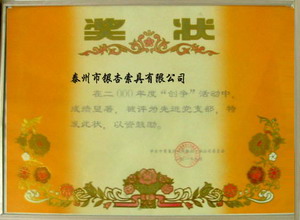 奖状
泰州市银杏索具有限公司
在二000年度“创争”活动中，
成绩显著，被评为先进党支部，特
发此状，以资鼓励。